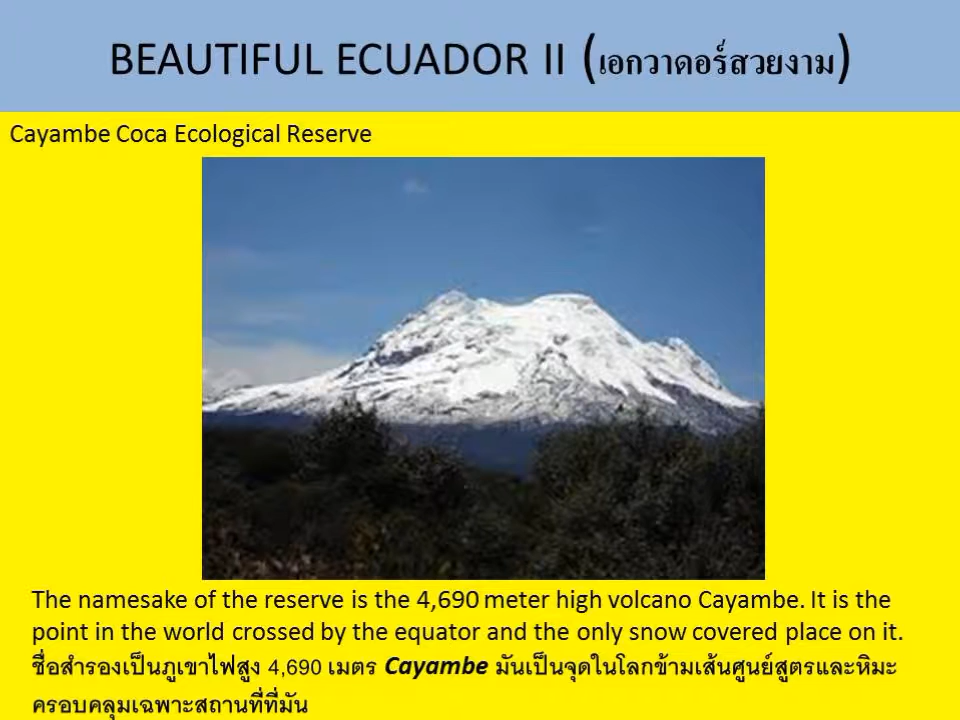 BEAUTIFUL ECUADOR II (เอกวาดอร์สวยงาม)
Cayambe Coca Ecological Reserve
The namesake of the reserve is the 4,690 meter high volcano Cayambe. It is the
point in the world crossed by the equator and the only snow covered place on it.
ชื่อสำรองเป็นภูเขาไฟสูง 4,690 เมตร Cayambe มันเป็นจุดในโลกข้ามเส้นศูนย์สูตรและหิมะ
ครอบคลุมเฉพาะสถานที่ที่มัน